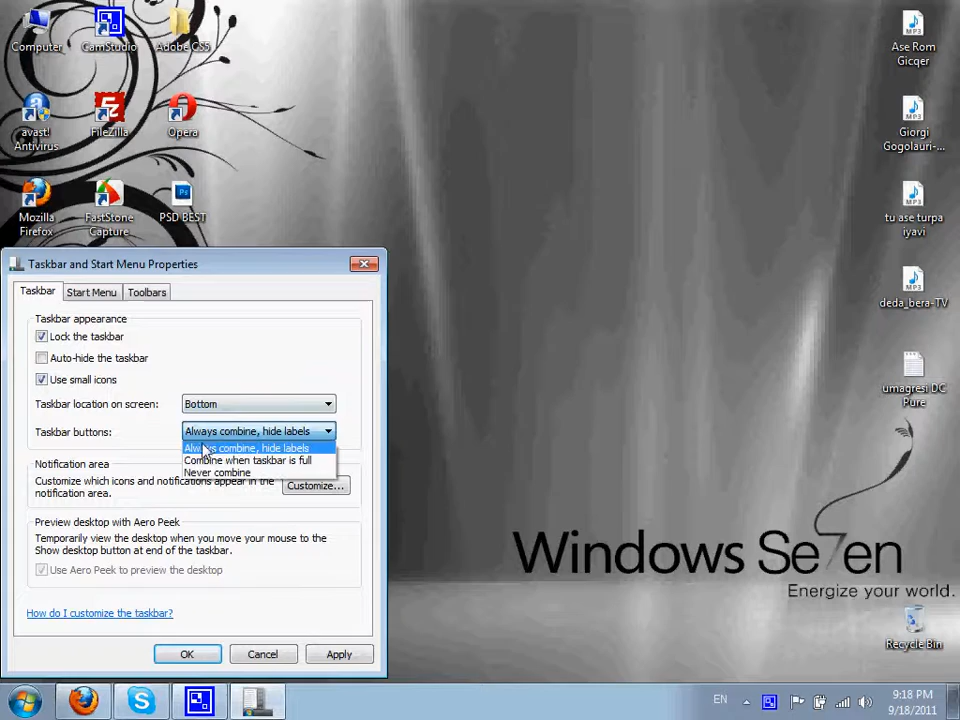 Computer
CamStudio
Adobe CS5
Ase Rom
Gicqer
avast!
Antivirus
FileZilla
Opera
Giorgi
Gogolauri-...
Mozilla
Firefox
FastStone
Capture
PSD BEST
tu ase turpa
iyavi
deda_bera-TV
umagresi DC
Pure
Taskbar and Start Menu Properties
Taskbar
Start Menu
Toolbars
Taskbar appearance
Lock the taskbar
Auto-hide the taskbar
Use small icons
Taskbar location on screen:
Bottom
Taskbar buttons:
Always combine, hide labels
Always combine, hide labels
Combine when taskbar is full
Never combine
Notification area
Customize which icons and notifications appear in the
notification area.
Customize...
Preview desktop with Aero Peek
Temporarily view the desktop when you move your mouse to the
Show desktop button at end of the taskbar.
Use Aero Peek to preview the desktop
How do I customize the taskbar?
OK
Cancel
Apply
Windows Se7en
Energize your world.
Recycle Bin
EN
9:18 PM
9/18/2011